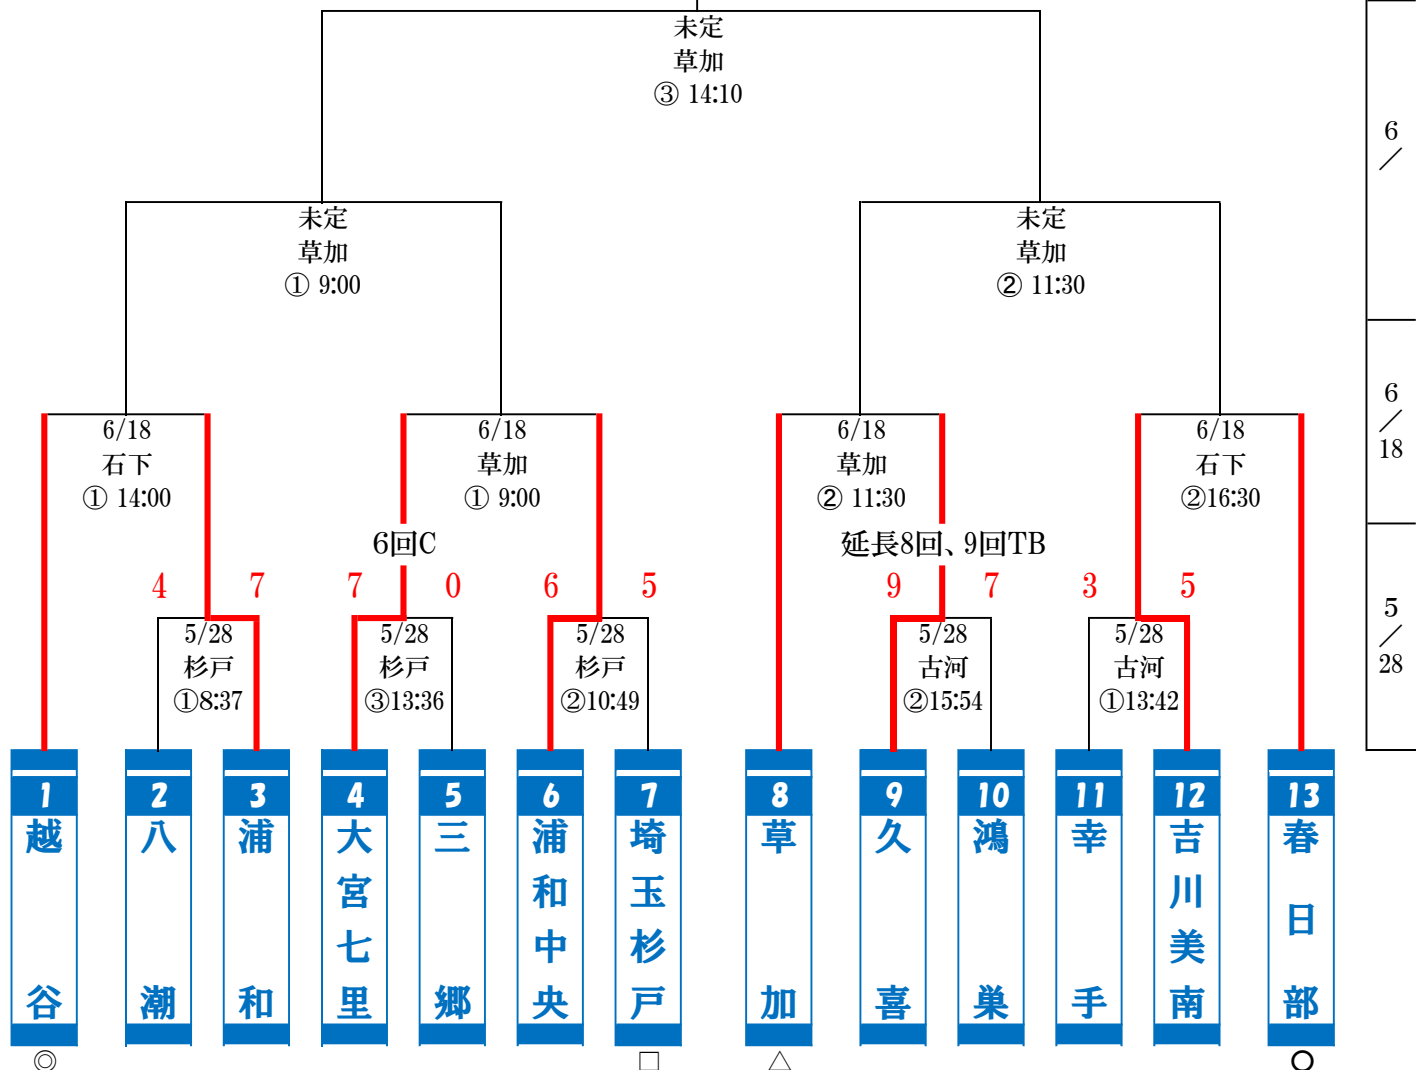 未定
草加
③ 14:10
未定
草加
① 9:00
未定
草加
② 11:30
6
／
6/18
石下
① 14:00
6/18
草加
① 9:00
6/18
草加
② 11:30
6/18
石下
②16:30
6
／
18
6回C
延長8回、9回TB
4 7 7 0 6 5 9 7 3 5
5/28
杉戸
①8:37
5/28
杉戸
③13:36
5/28
杉戸
②10:49
5/28
古河
②15:54
5/28
古河
①13:42
5
／
28
1
越谷
◎
2
八潮
3
浦和
4
大宮七里
5
三郷
6
浦和中央
7
埼玉杉戸
□
8
草加
△
9
久喜
10
鴻巣
11
幸手
12
吉川美南
13
春日部
○